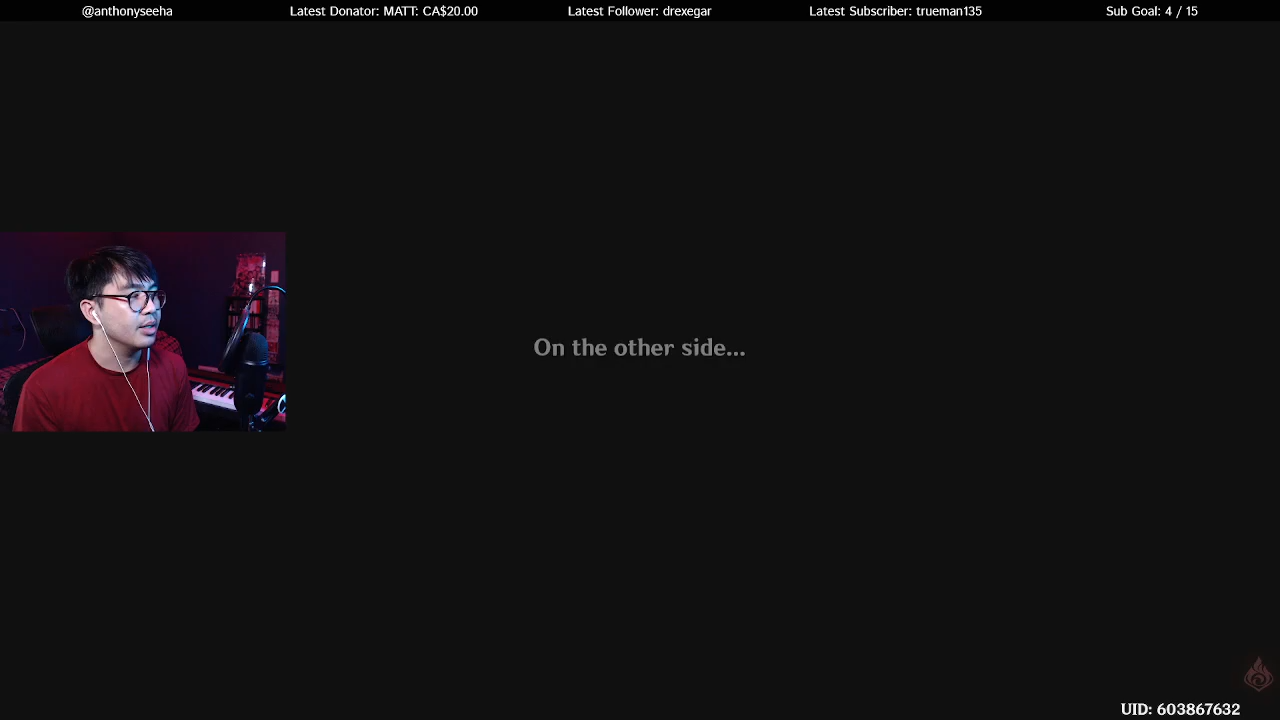 @anthonyseeha
Latest Donator: MATT: CA$20.00
Latest Follower: drexegar
Latest Subscriber: trueman135
Sub Goal: 4 / 15
On the other side...
UID: 603867632